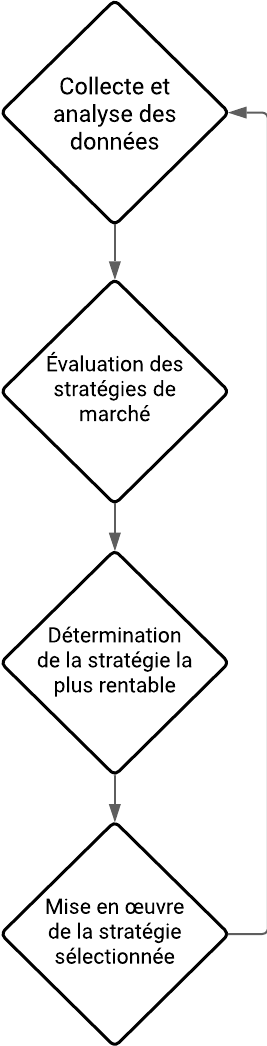 Collecte et
analyse des
données
Évaluation des
stratégies de
marché
Détermination
de la stratégie la
plus rentable
Mise en œuvre
de la stratégie
sélectionnée